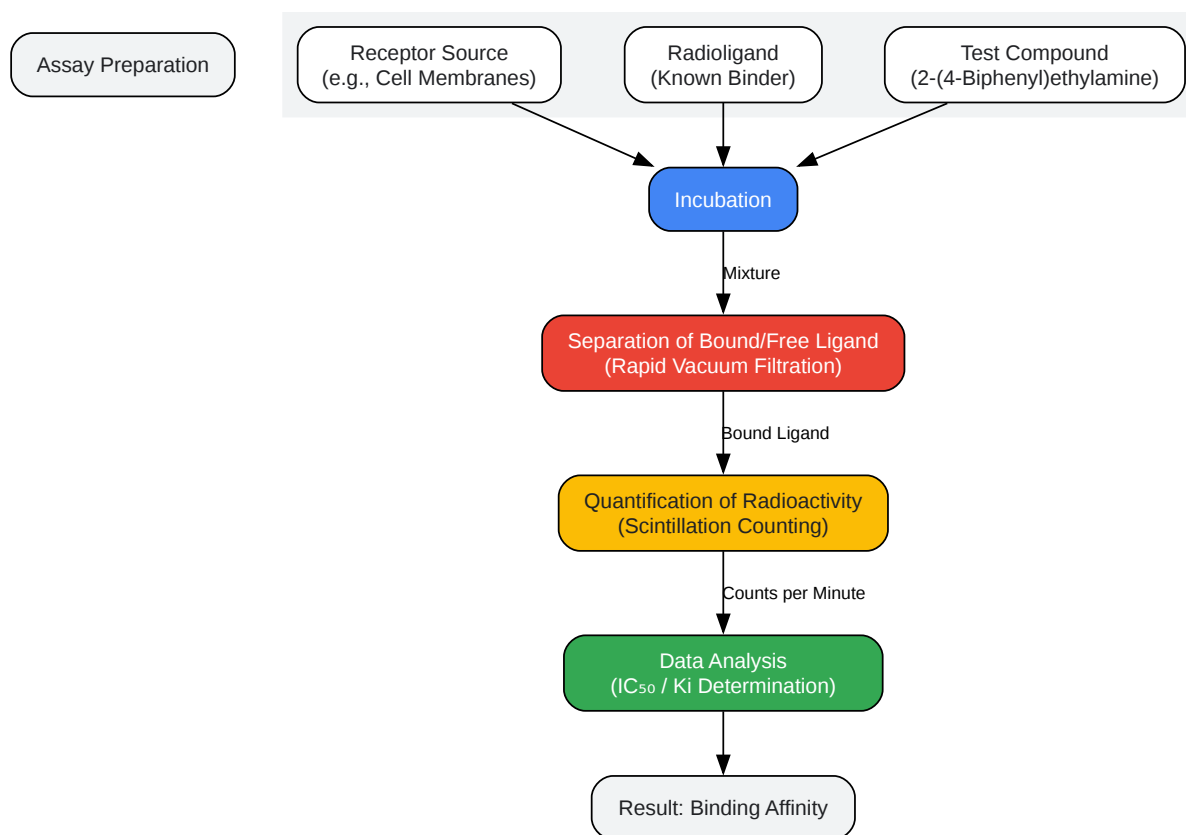 Assay Preparation
Receptor Source
(e.g., Cell Membranes)
Radioligand
(Known Binder)
Test Compound
(2-(4-Biphenyl)ethylamine)
Incubation
Mixture
Separation of Bound/Free Ligand
(Rapid Vacuum Filtration)
Bound Ligand
Quantification of Radioactivity
(Scintillation Counting)
Counts per Minute
Data Analysis
(IC₅₀ / Ki Determination)
Result: Binding Affinity